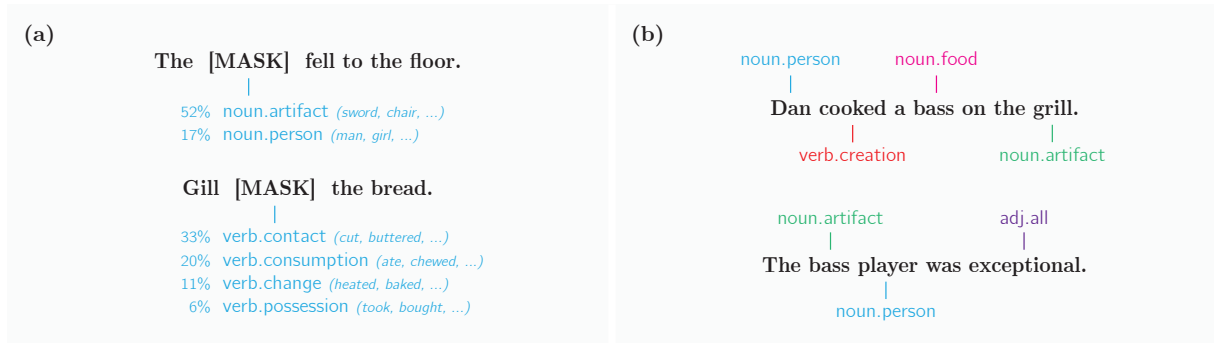 (a)
The [MASK] fell to the floor.
52% noun.artifact (sword, chair, ...)
17% noun.person (man, girl, ...)
Gill [MASK] the bread.
33% verb.contact (cut, buttered, ...)
20% verb.consumption (ate, chewed, ...)
11% verb.change (heated, baked, ...)
6% verb.possession (took, bought, ...)
(b)
noun.person noun.food
Dan cooked a bass on the grill.
verb.creation noun.artifact
noun.artifact adj.all
The bass player was exceptional.
noun.person